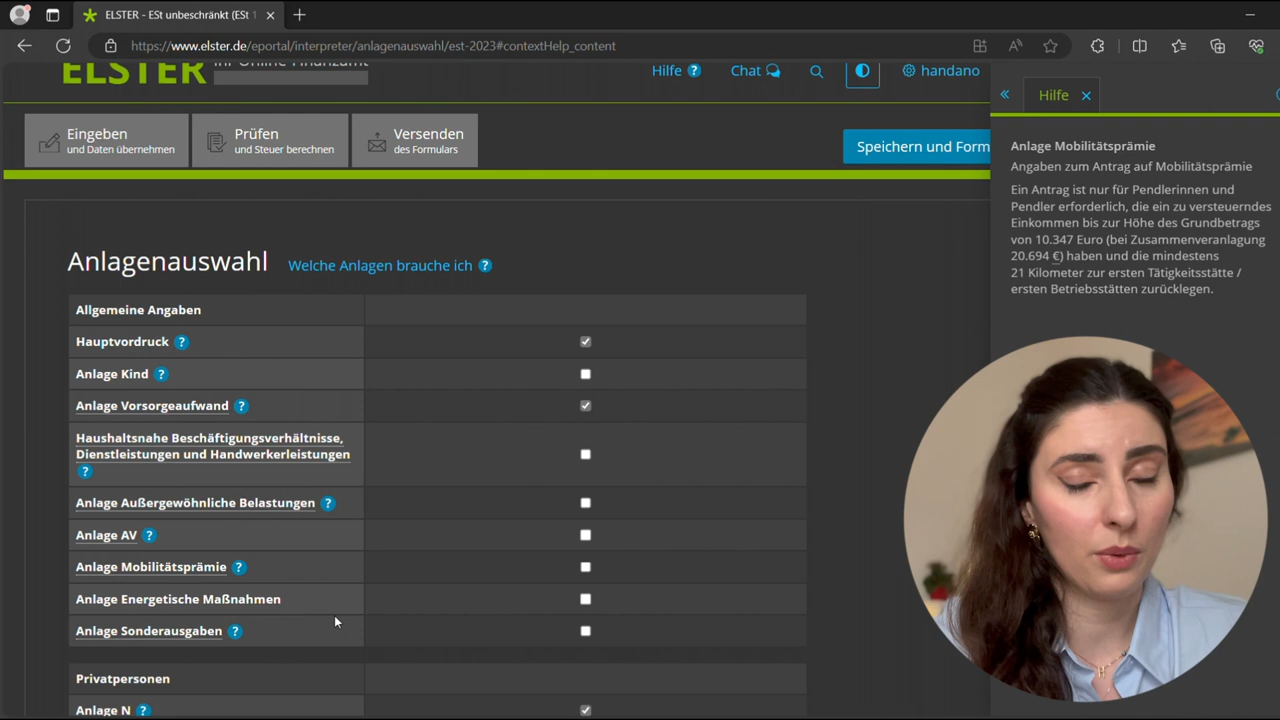 ELSTER - ESt unbeschränkt (ESt 1
https://www.elster.de/eportal/interpreter/anlagenauswahl/est-2023#contextHelp_content
ELSTER
Ihr Online-Finanzamt
Hilfe ?
Chat
handano
Hilfe
Eingeben
und Daten übernehmen
Prüfen
und Steuer berechnen
Versenden
des Formulars
Speichern und Form
Anlage Mobilitätsprämie
Angaben zum Antrag auf Mobilitätsprämie
Ein Antrag ist nur für Pendlerinnen und
Pendler erforderlich, die ein zu versteuerndes
Einkommen bis zur Höhe des Grundbetrags
von 10.347 Euro (bei Zusammenveranlagung
20.694 €) haben und die mindestens
21 Kilometer zur ersten Tätigkeitsstätte /
ersten Betriebsstätten zurücklegen.
Anlagenauswahl
Welche Anlagen brauche ich ?
Allgemeine Angaben
Hauptvordruck ?
Anlage Kind ?
Anlage Vorsorgeaufwand ?
Haushaltsnahe Beschäftigungsverhältnisse,
Dienstleistungen und Handwerkerleistungen
?
Anlage Außergewöhnliche Belastungen ?
Anlage AV ?
Anlage Mobilitätsprämie ?
Anlage Energetische Maßnahmen
Anlage Sonderausgaben ?
Privatpersonen
Anlage N ?